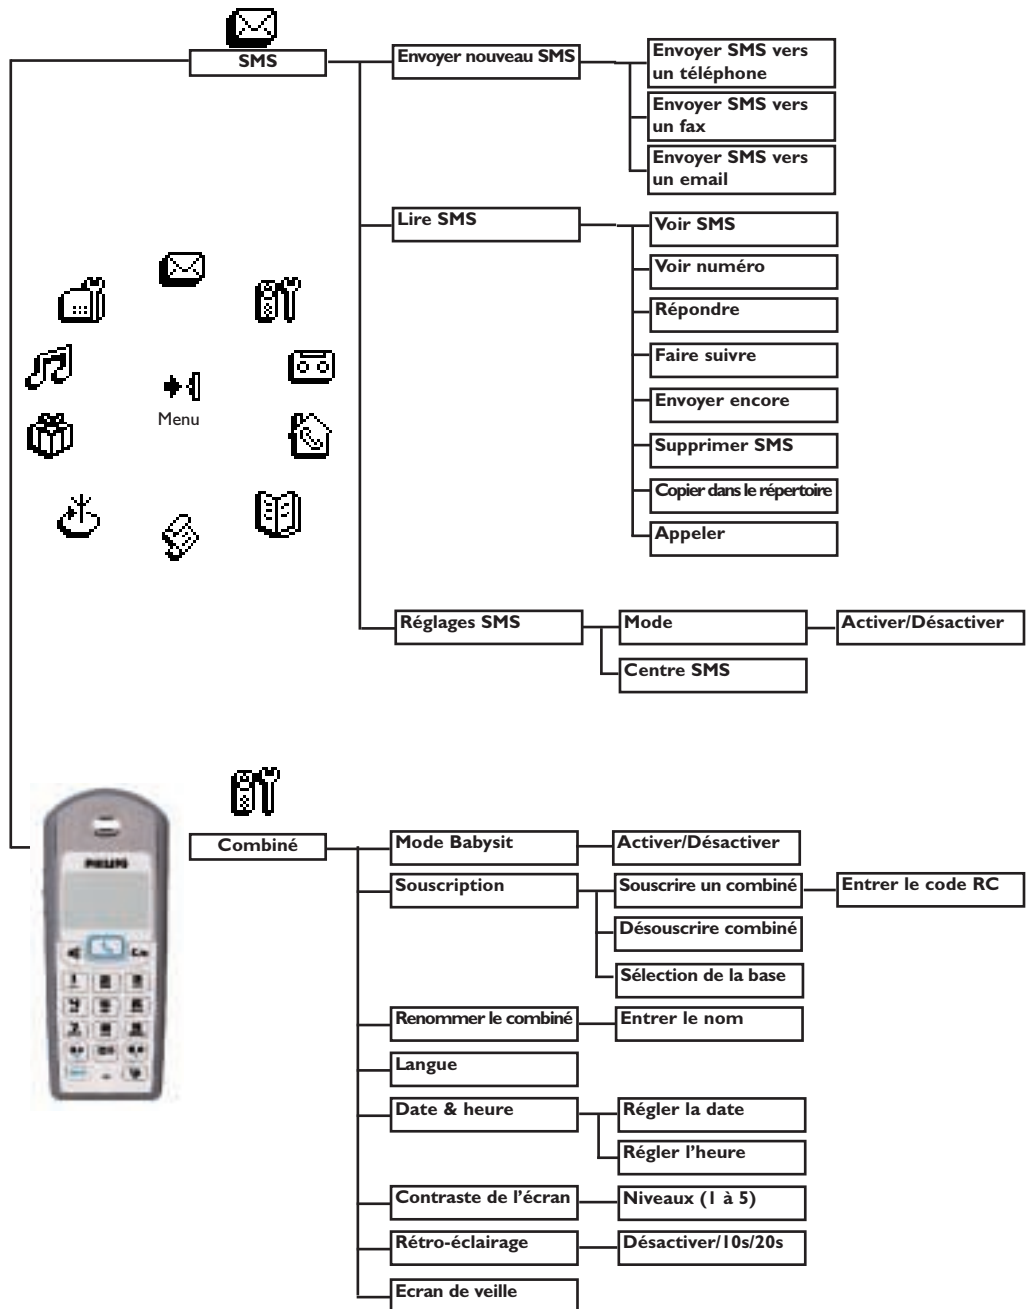 SMS
Envoyer nouveau SMS
Envoyer SMS vers
un téléphone
Envoyer SMS vers
un fax
Envoyer SMS vers
un email
Lire SMS
Voir SMS
Voir numéro
Répondre
Faire suivre
Envoyer encore
Supprimer SMS
Copier dans le répertoire
Appeler
Menu
Réglages SMS
Mode
Activer/Désactiver
Centre SMS
PHILIPS
Combiné
Mode Babysit
Activer/Désactiver
Souscription
Souscrire un combiné
Entrer le code RC
Désouscrire combiné
Sélection de la base
Renommer le combiné
Entrer le nom
Langue
Date & heure
Régler la date
Régler l'heure
Contraste de l'écran
Niveaux (1 à 5)
Rétro-éclairage
Désactiver/10s/20s
Ecran de veille